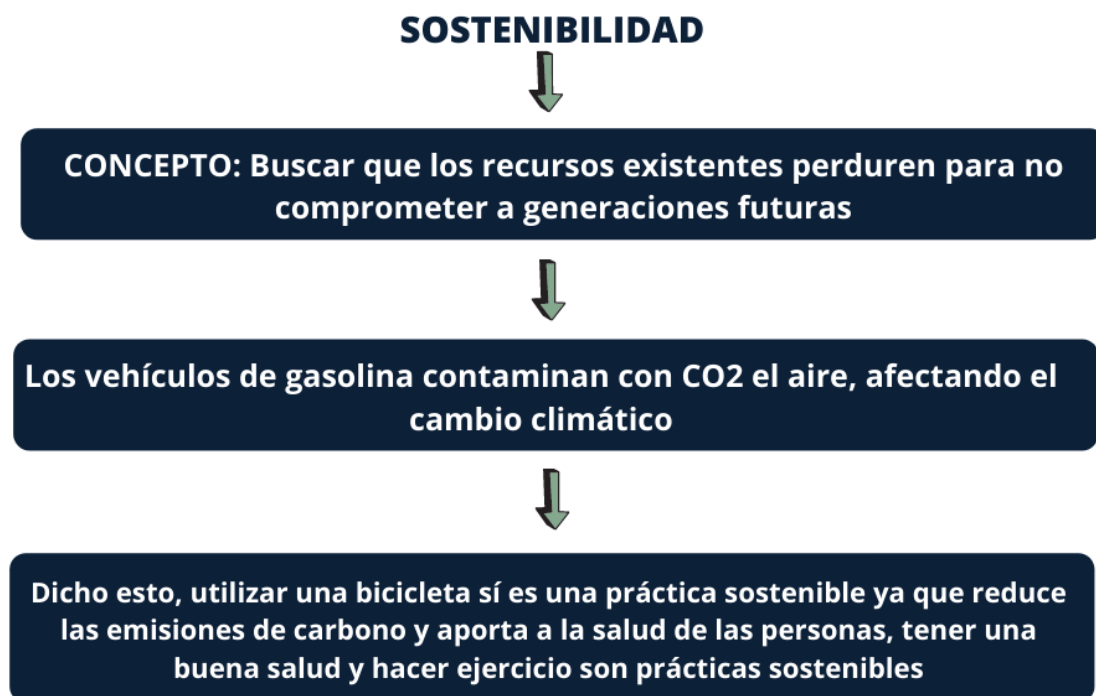 SOSTENIBILIDAD
CONCEPTO: Buscar que los recursos existentes perduren para no
comprometer a generaciones futuras
Los vehículos de gasolina contaminan con CO2 el aire, afectando el
cambio climático
Dicho esto, utilizar una bicicleta sí es una práctica sostenible ya que reduce
las emisiones de carbono y aporta a la salud de las personas, tener una
buena salud y hacer ejercicio son prácticas sostenibles